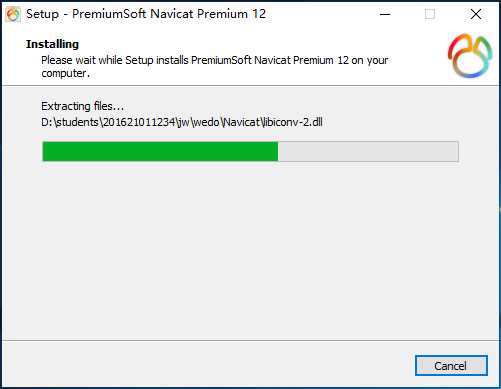 Setup - PremiumSoft Navicat Premium 12
Installing
Please wait while Setup installs PremiumSoft Navicat Premium 12 on your
computer.
Extracting files...
D:\students\201621011234\jw\wedo\Navicat\libiconv-2.dll
Cancel